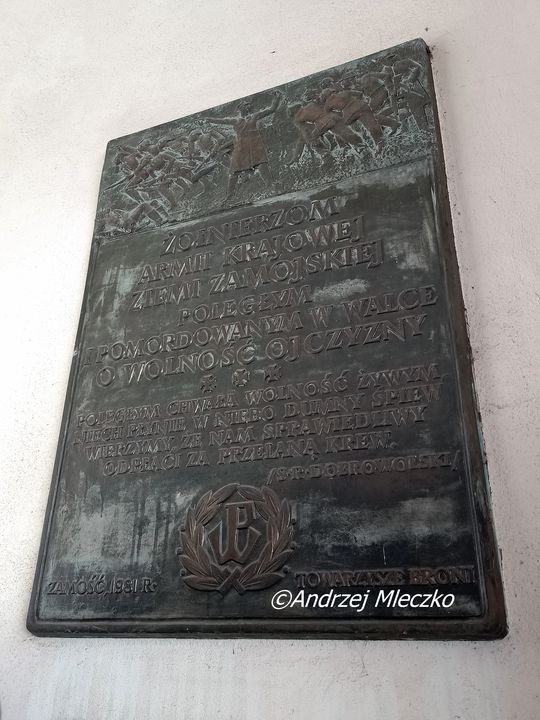 ŻOŁNIERZOM
ARMII KRAJOWEJ
ZIEMI ZAMOJSKIEJ
POLEGŁYM
I POMORDOWANYM W WALCE
O WOLNOŚĆ OJCZYZNY
POLEGŁYM CHWAŁA, WOLNOŚĆ ŻYWYM.
NIECH PŁYNIE W NIEBO DUMNY ŚPIEW
WIERZYMY, ŻE NAM SPRAWIEDLIWY
ODPŁACI ZA PRZELANĄ KREW.
/S.R.DOBROWOLSKI/
PW
ZAMOŚĆ, 1981 R.
TOWARZYSZE BRONI
©Andrzej Mleczko